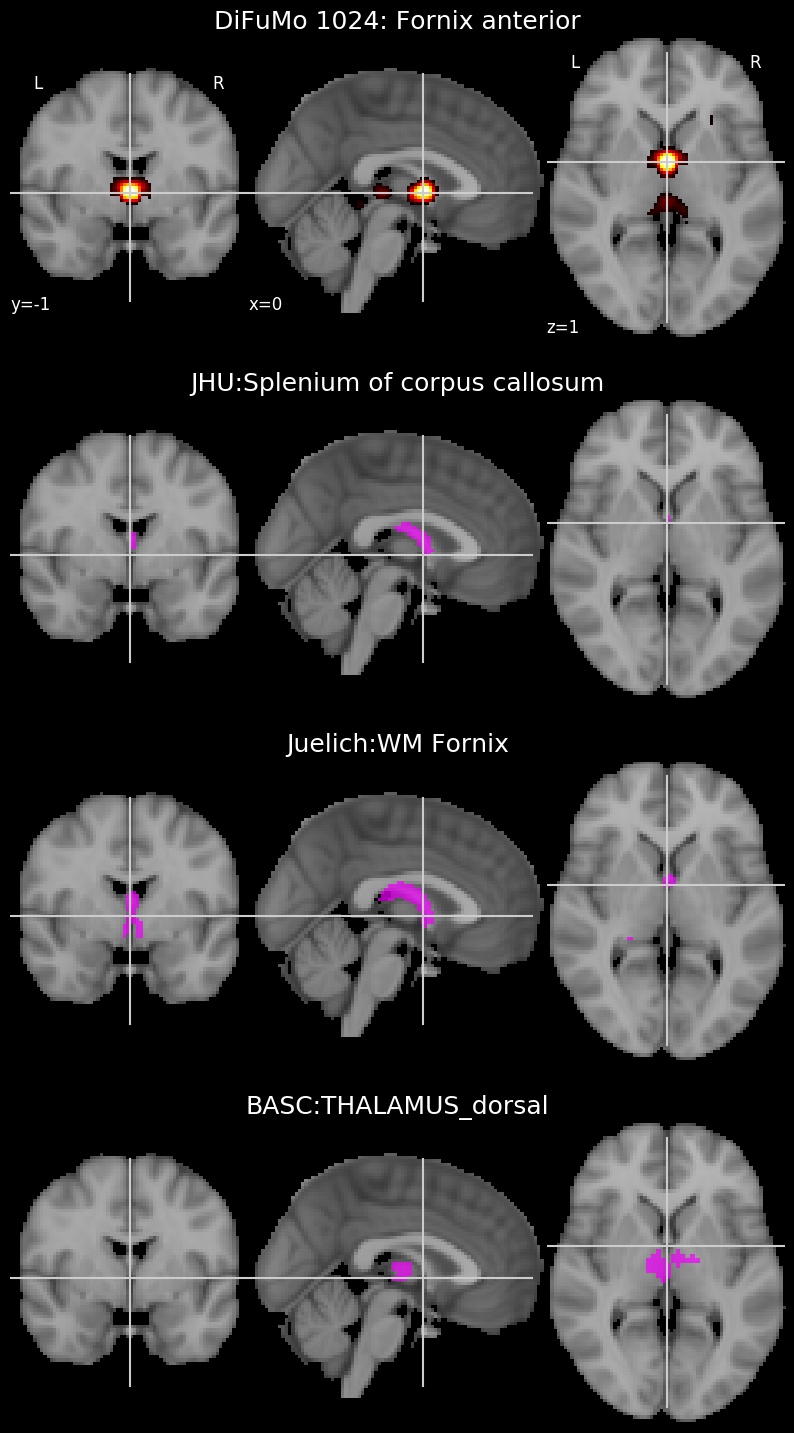 DiFuMo 1024: Fornix anterior
L R L R
y=-1 x=0 z=1
JHU:Splenium of corpus callosum
Juelich:WM Fornix
BASC:THALAMUS_dorsal